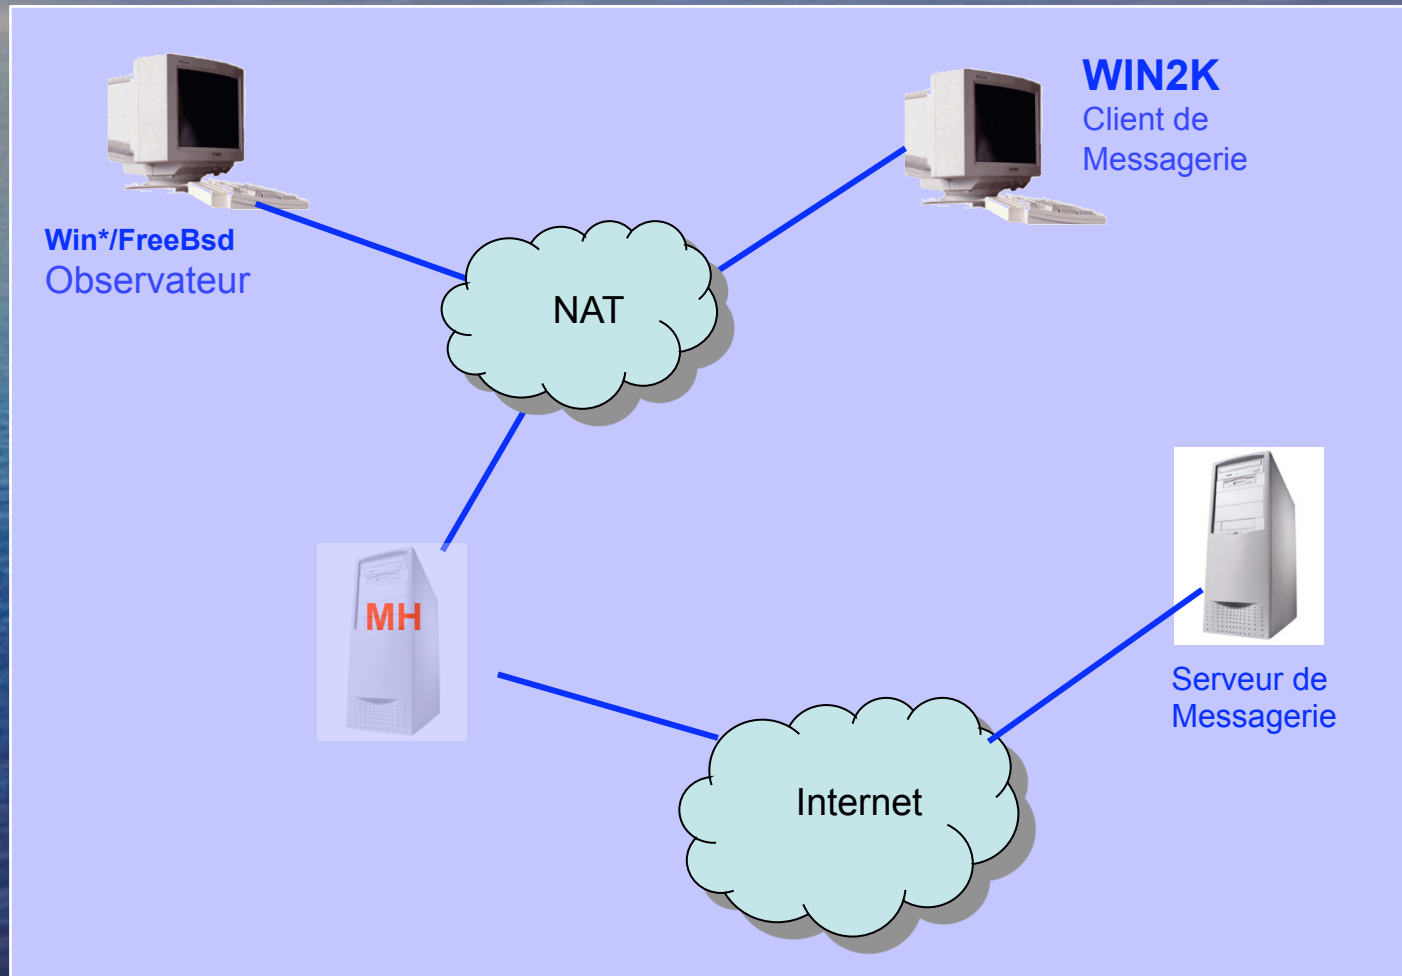 WIN2K
Client de
Messagerie
Win*/FreeBsd
Observateur
NAT
MH
Serveur de
Messagerie
Internet